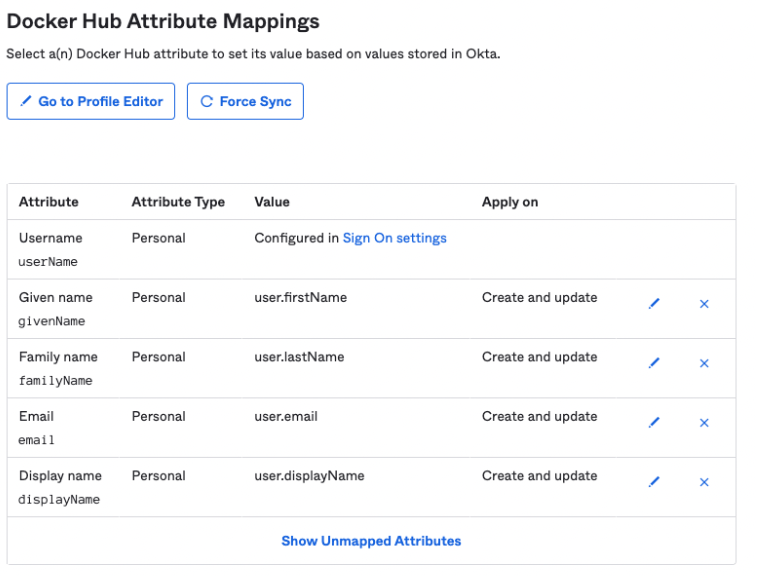 Docker Hub Attribute Mappings
Select a(n) Docker Hub attribute to set its value based on values stored in Okta.
Go to Profile Editor
Force Sync
Attribute Attribute Type Value Apply on
Username Personal Configured in Sign On settings
userName
Given name Personal user.firstName Create and update
givenName
Family name Personal user.lastName Create and update
familyName
Email Personal user.email Create and update
email
Display name Personal user.displayName Create and update
displayName
Show Unmapped Attributes